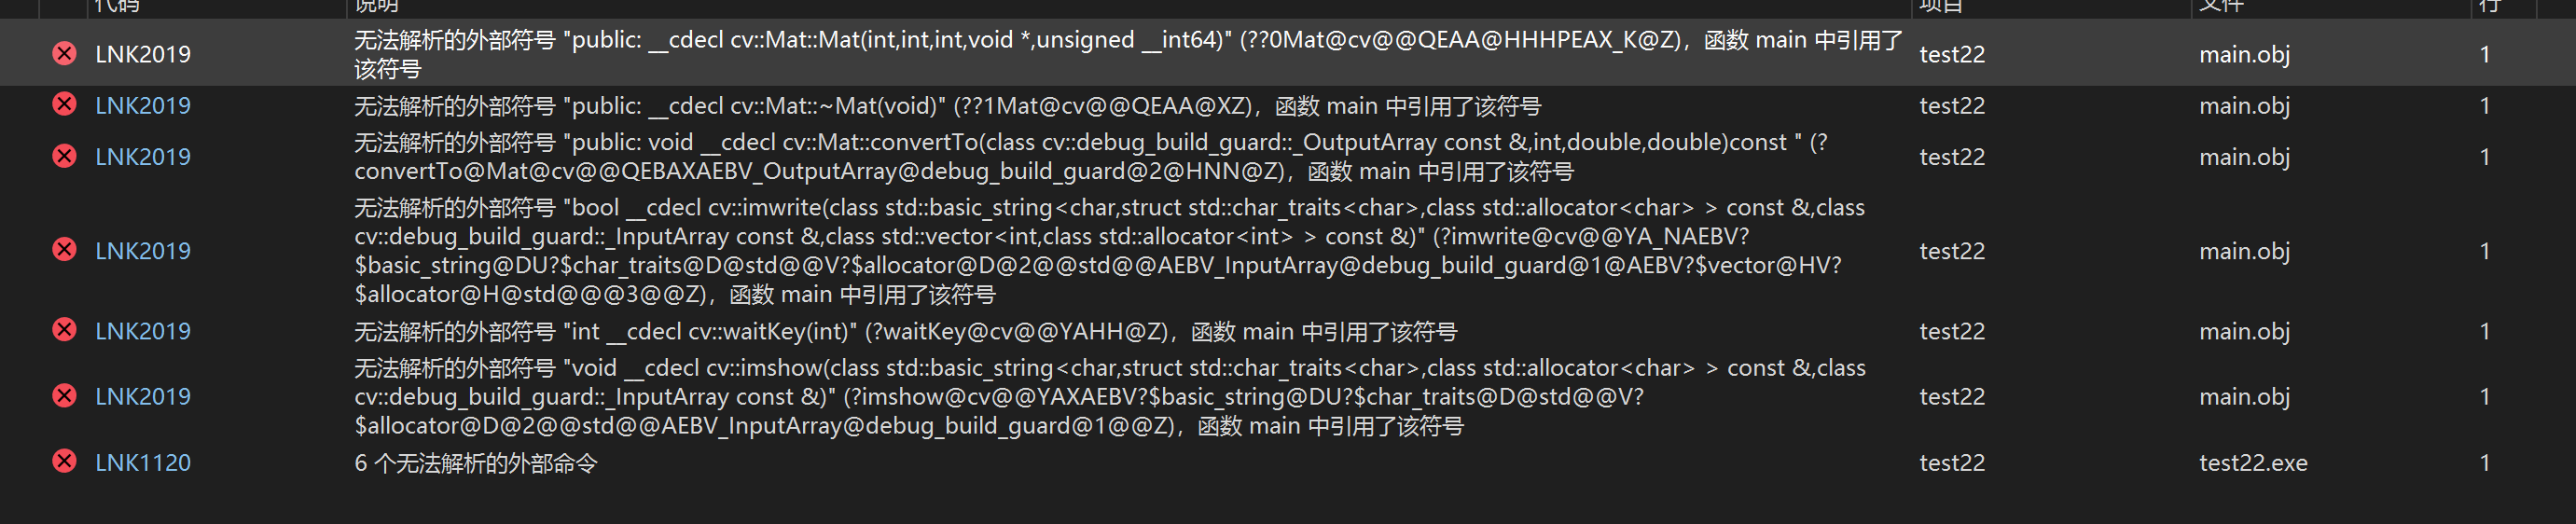 代码 说明 项目 文件 行
LNK2019 无法解析的外部符号 "public: __cdecl cv::Mat::Mat(int,int,int,void *,unsigned __int64)" (??0Mat@cv@@QEAA@HHHPEAX_K@Z)，函数 main 中引用了 test22 main.obj 1
该符号
LNK2019 无法解析的外部符号 "public: __cdecl cv::Mat::~Mat(void)" (??1Mat@cv@@QEAA@XZ)，函数 main 中引用了该符号 test22 main.obj 1
无法解析的外部符号 "public: void __cdecl cv::Mat::convertTo(class cv::debug_build_guard::_OutputArray const &,int,double,double)const " (?
LNK2019 convertTo@Mat@cv@@QEBAXAEBV_OutputArray@debug_build_guard@2@HNN@Z)，函数 main 中引用了该符号 test22 main.obj 1
无法解析的外部符号 "bool __cdecl cv::imwrite(class std::basic_string<char,struct std::char_traits<char>,class std::allocator<char> > const &,class
LNK2019 cv::debug_build_guard::_InputArray const &,class std::vector<int,class std::allocator<int> > const &)" (?imwrite@cv@@YA_NAEBV? test22 main.obj 1
$basic_string@DU?$char_traits@D@std@@V?$allocator@D@2@@std@@AEBV_InputArray@debug_build_guard@1@AEBV?$vector@HV?
$allocator@H@std@@@3@@Z)，函数 main 中引用了该符号
LNK2019 无法解析的外部符号 "int __cdecl cv::waitKey(int)" (?waitKey@cv@@YAHH@Z)，函数 main 中引用了该符号 test22 main.obj 1
无法解析的外部符号 "void __cdecl cv::imshow(class std::basic_string<char,struct std::char_traits<char>,class std::allocator<char> > const &,class
LNK2019 cv::debug_build_guard::_InputArray const &)" (?imshow@cv@@YAXAEBV?$basic_string@DU?$char_traits@D@std@@V? test22 main.obj 1
$allocator@D@2@@std@@AEBV_InputArray@debug_build_guard@1@@Z)，函数 main 中引用了该符号
LNK1120 6 个无法解析的外部命令 test22 test22.exe 1